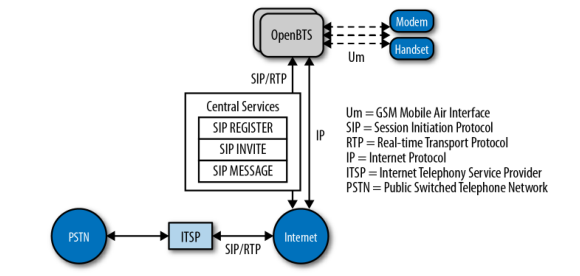 OpenBTS
Modem
Handset
Um
SIP/RTP
Central Services
SIP REGISTER
SIP INVITE
SIP MESSAGE
IP
Um = GSM Mobile Air Interface
SIP = Session Initiation Protocol
RTP = Real-time Transport Protocol
IP = Internet Protocol
ITSP = Internet Telephony Service Provider
PSTN = Public Switched Telephone Network
PSTN
ITSP
SIP/RTP
Internet